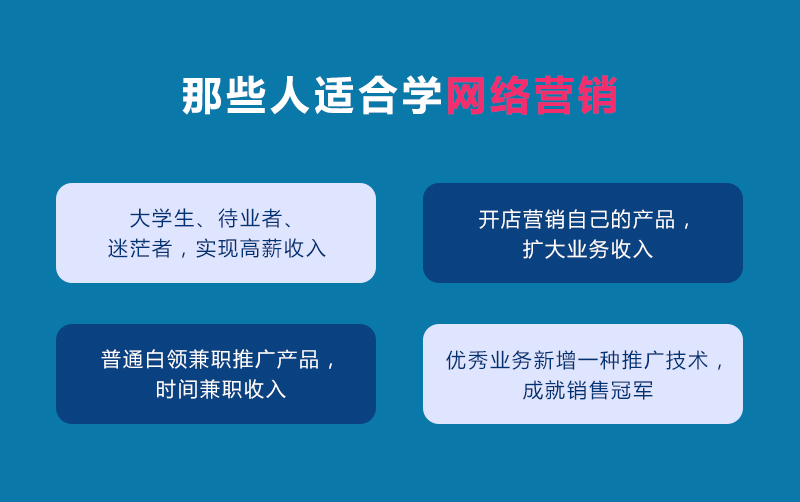 那些人适合学网络营销
大学生、待业者、
迷茫者，实现高薪收入
开店营销自己的产品，
扩大业务收入
普通白领兼职推广产品，
时间兼职收入
优秀业务新增一种推广技术，
成就销售冠军